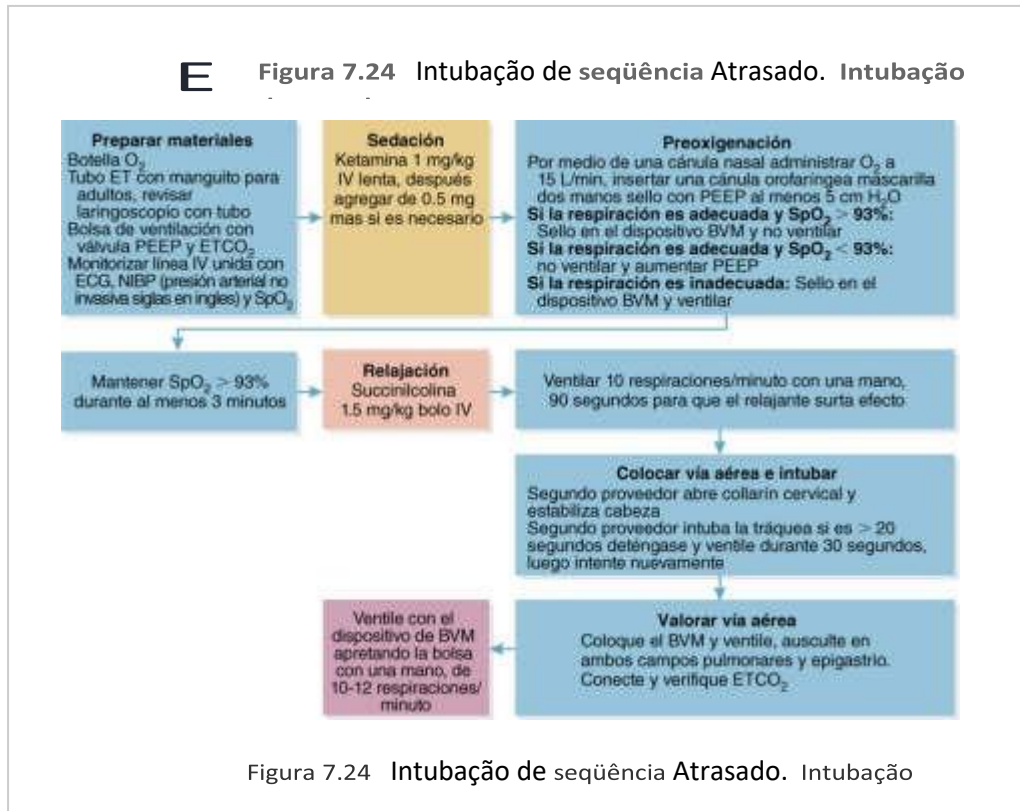 E Figura 7.24 Intubação de seqüência Atrasado. Intubação
Preparar materiales
Botella O₂
Tubo ET con manguito para
adultos, revisar
laringoscopio con tubo
Bolsa de ventilación con
válvula PEEP y ETCO₂
Monitorizar línea IV unida con
ECG, NIBP (presión arterial no
invasiva siglas en ingles) y SpO₂
Sedación
Ketamina 1 mg/kg
IV lenta, después
agregar de 0.5 mg
mas si es necesario
Preoxigenación
Por medio de una cánula nasal administrar O₂ a
15 L/min, insertar una cánula orofaríngea máscarilla
dos manos sello con PEEP al menos 5 cm H₂O
Si la respiración es adecuada y SpO₂ > 93%:
Sello en el dispositivo BVM y no ventilar
Si la respiración es adecuada y SpO₂ < 93%:
no ventilar y aumentar PEEP
Si la respiración es inadecuada: Sello en el
dispositivo BVM y ventilar
Mantener SpO₂ > 93%
durante al menos 3 minutos
Relajación
Succinilcolina
1.5 mg/kg bolo IV
Ventilar 10 respiraciones/minuto con una mano,
90 segundos para que el relajante surta efecto
Colocar vía aérea e intubar
Segundo proveedor abre collarín cervical y
estabiliza cabeza
Segundo proveedor intuba la tráquea si es > 20
segundos deténgase y ventile durante 30 segundos,
luego intente nuevamente
Valorar vía aérea
Coloque el BVM y ventile, ausculte en
ambos campos pulmonares y epigastrio.
Conecte y verifique ETCO₂
Ventile con el
dispositivo de BVM
apretando la bolsa
con una mano, de
10-12 respiraciones/
minuto
Figura 7.24 Intubação de seqüência Atrasado. Intubação